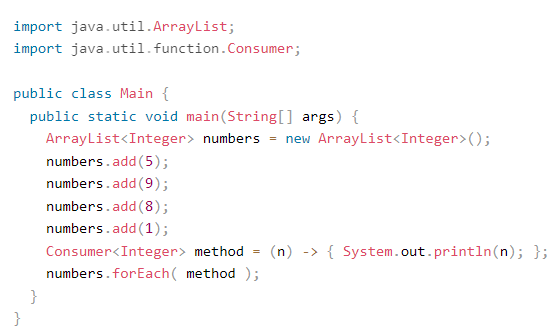 import java.util.ArrayList;
import java.util.function.Consumer;

public class Main {
  public static void main(String[] args) {
    ArrayList<Integer> numbers = new ArrayList<Integer>();
    numbers.add(5);
    numbers.add(9);
    numbers.add(8);
    numbers.add(1);
    Consumer<Integer> method = (n) -> { System.out.println(n); };
    numbers.forEach( method );
  }
}